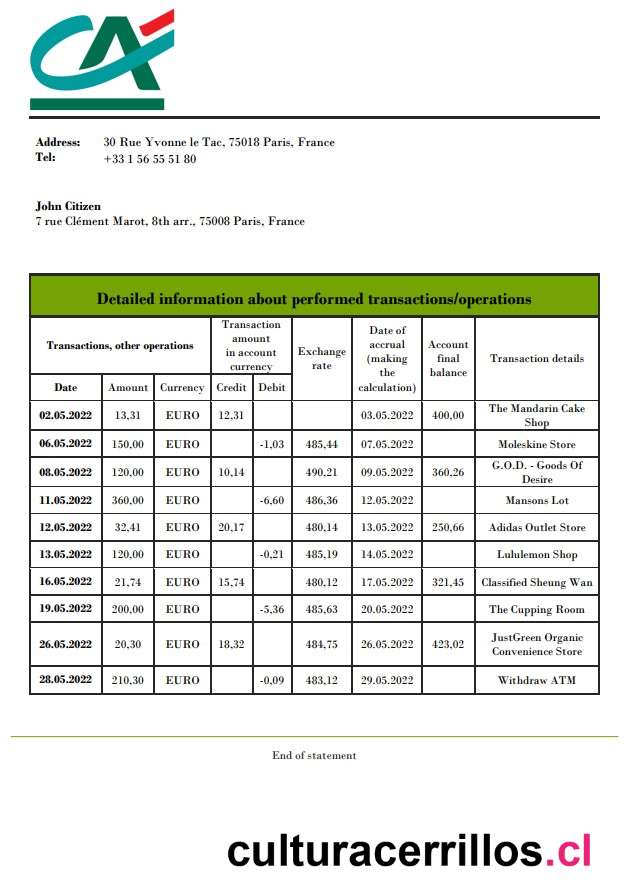 CA
Address: 30 Rue Yvonne le Tac, 75018 Paris, France
Tel: +33 1 56 55 51 80
John Citizen
7 rue Clément Marot, 8th arr., 75008 Paris, France
Detailed information about performed transactions/operations
Transactions, other operations
Transaction
amount
in account
currency
Exchange
rate
Date of
accrual
(making
the
calculation)
Account
final
balance
Transaction details
Date Amount Currency Credit Debit
02.05.2022 13,31 EURO 12,31 03.05.2022 400,00 The Mandarin Cake
Shop
06.05.2022 150,00 EURO -1,03 485,44 07.05.2022 Moleskine Store
08.05.2022 120,00 EURO 10,14 490,21 09.05.2022 360,26 G.O.D. - Goods Of
Desire
11.05.2022 360,00 EURO -6,60 486,36 12.05.2022 Mansons Lot
12.05.2022 32,41 EURO 20,17 480,14 13.05.2022 250,66 Adidas Outlet Store
13.05.2022 120,00 EURO -0,21 485,19 14.05.2022 Lululemon Shop
16.05.2022 21,74 EURO 15,74 480,12 17.05.2022 321,45 Classified Sheung Wan
19.05.2022 200,00 EURO -5,36 485,63 20.05.2022 The Cupping Room
26.05.2022 20,30 EURO 18,32 484,75 26.05.2022 423,02 JustGreen Organic
Convenience Store
28.05.2022 210,30 EURO -0,09 483,12 29.05.2022 Withdraw ATM
End of statement
culturacerrillos.cl